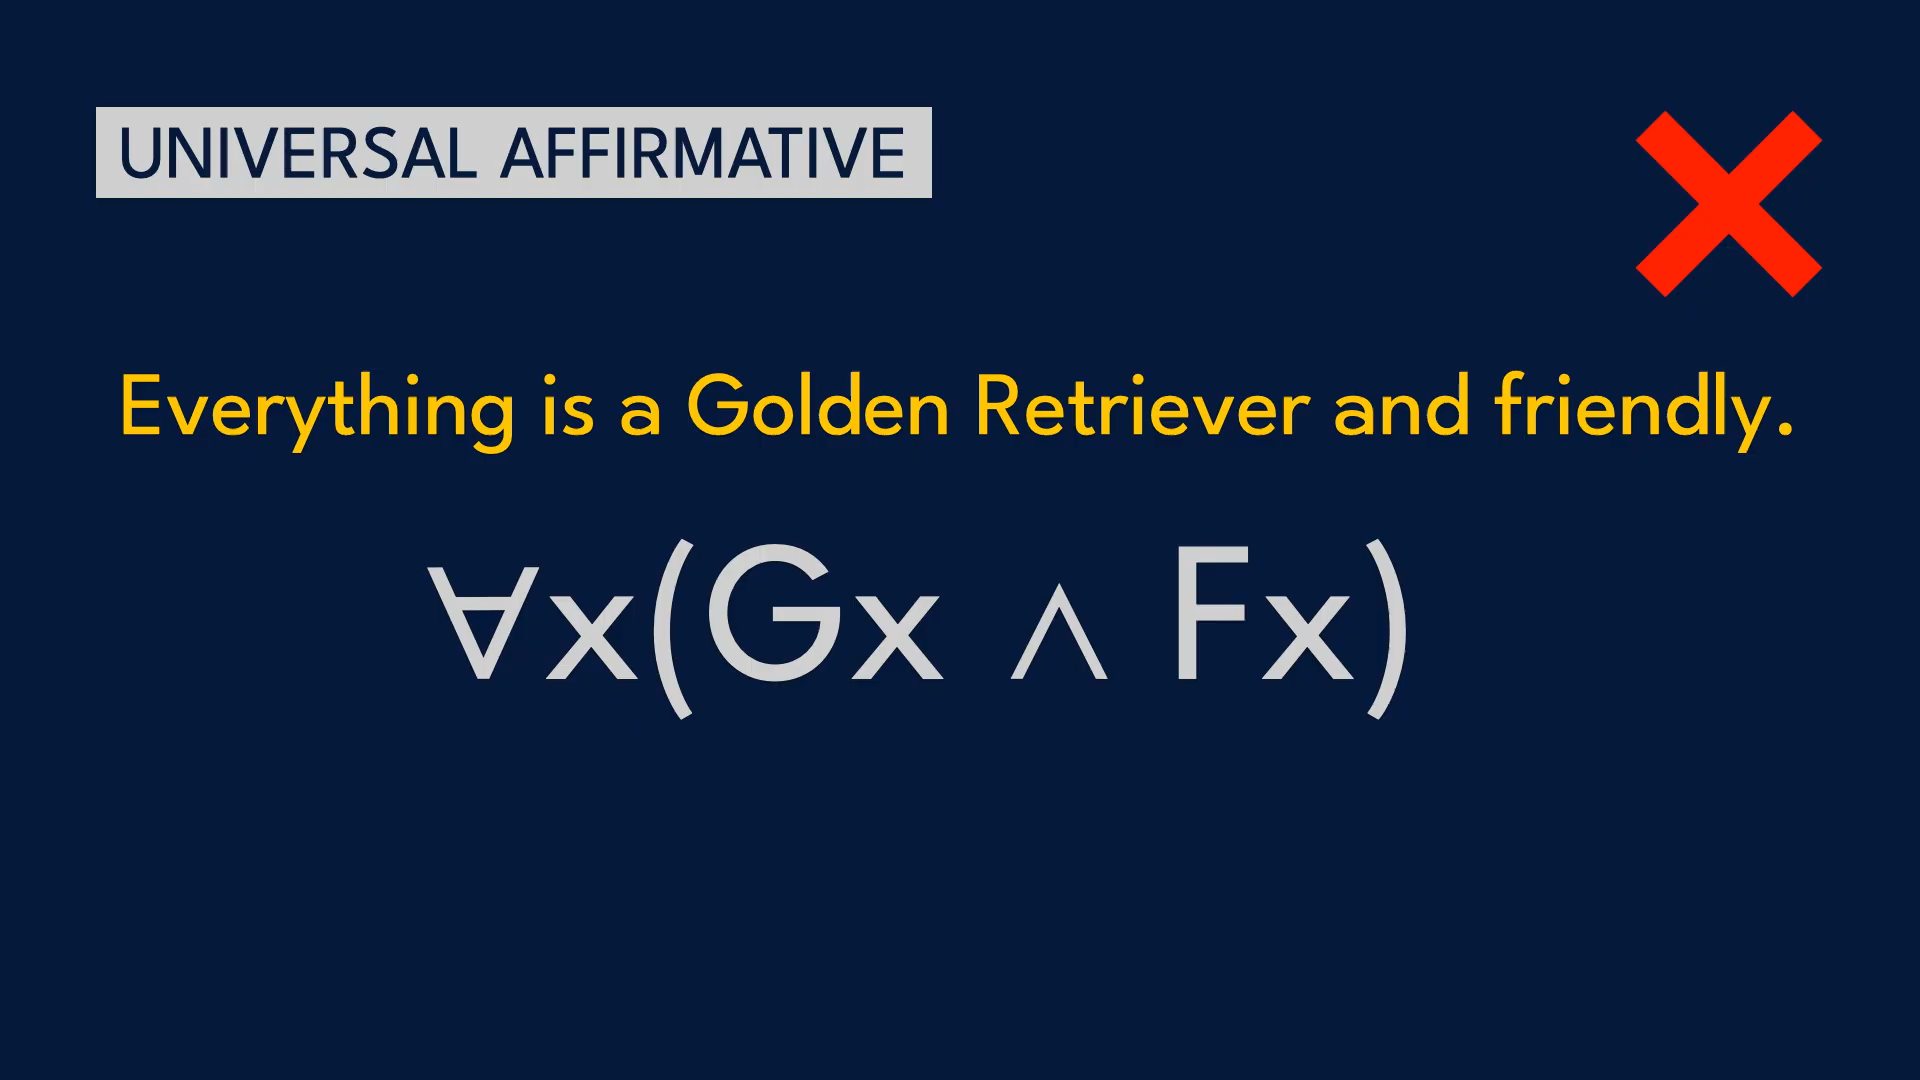 UNIVERSAL AFFIRMATIVE
Everything is a Golden Retriever and friendly.
∀x(Gx ∧ Fx)